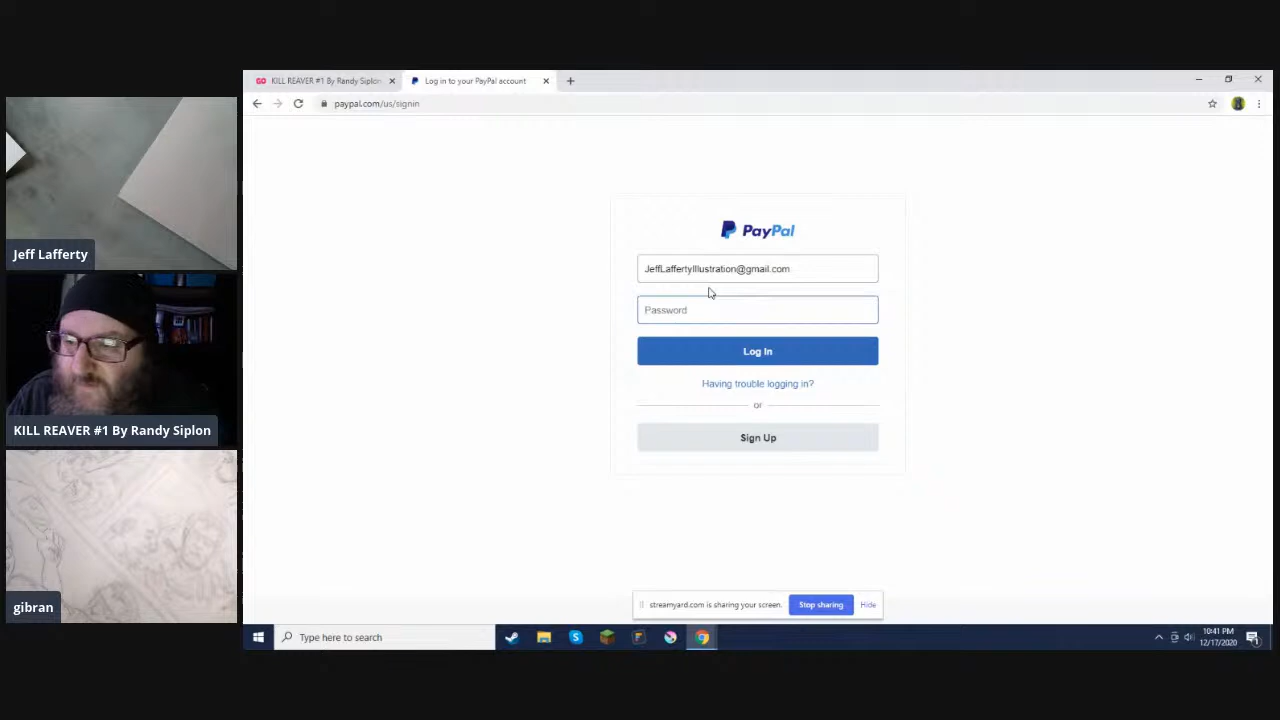 KILL REAVER #1 By Randy Siplon
Log in to your PayPal account
paypal.com/us/signin
Jeff Lafferty
KILL REAVER #1 By Randy Siplon
gibran
PayPal
JeffLaffertyIllustration@gmail.com
Password
Log In
Having trouble logging in?
or
Sign Up
streamyard.com is sharing your screen.
Stop sharing
Hide
Type here to search
10:41 PM
12/17/2020